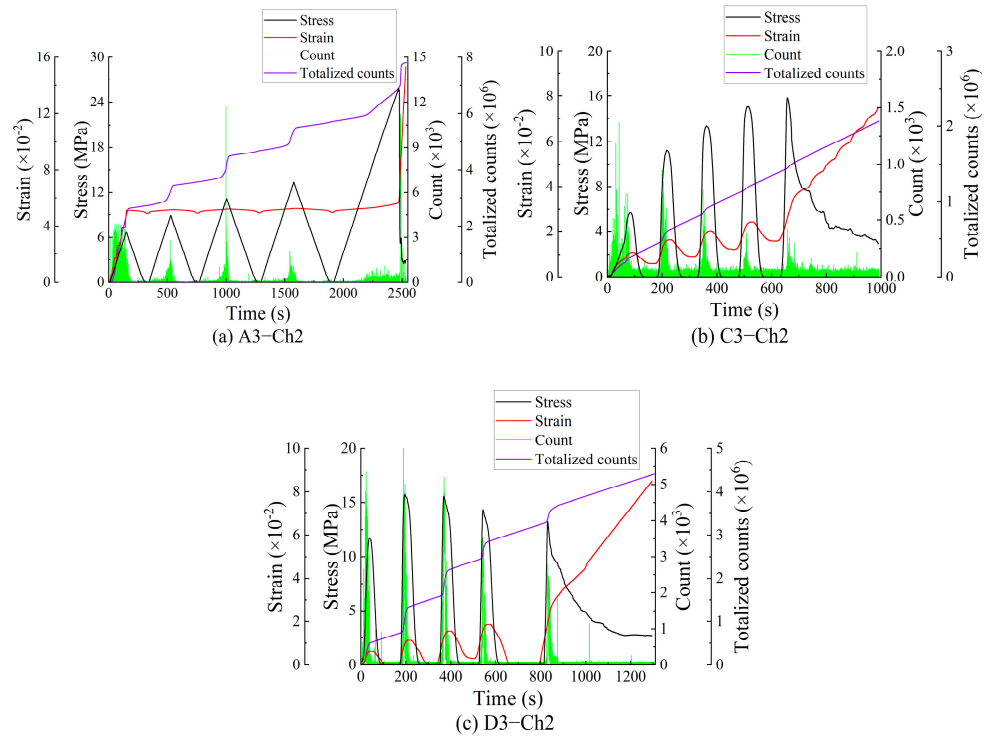 Stress
Strain
Count
Totalized counts
16
12
8
4
0
Strain (×10⁻²)
30
24
18
12
6
0
Stress (MPa)
15
12
9
6
3
0
Count (×10³)
8
6
4
2
0
Totalized counts (×10⁶)
0 500 1000 1500 2000 2500
Time (s)
(a) A3−Ch2
Stress
Strain
Count
Totalized counts
10
8
6
4
2
0
Strain (×10⁻²)
20
16
12
8
4
0
Stress (MPa)
2.0
1.5
1.0
0.5
0.0
Count (×10³)
3
2
1
0
Totalized counts (×10⁶)
0 200 400 600 800 1000
Time (s)
(b) C3−Ch2
Stress
Strain
Count
Totalized counts
10
8
6
4
2
0
Strain (×10⁻²)
20
15
10
5
0
Stress (MPa)
6
5
4
3
2
1
0
Count (×10³)
5
4
3
2
1
0
Totalized counts (×10⁶)
0 200 400 600 800 1000 1200
Time (s)
(c) D3−Ch2